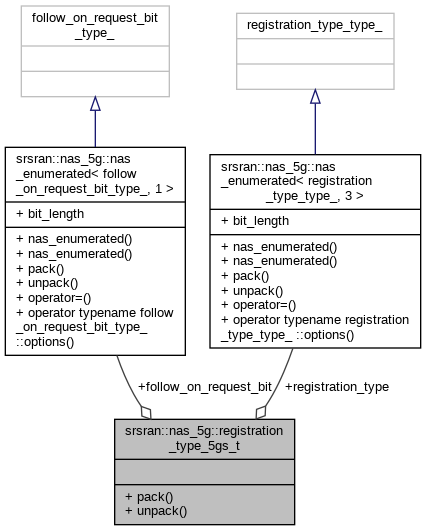 follow_on_request_bit
_type_
registration_type_type_
srsran::nas_5g::nas
_enumerated< follow
_on_request_bit_type_, 1 >
+ bit_length
+ nas_enumerated()
+ nas_enumerated()
+ pack()
+ unpack()
+ operator=()
+ operator typename follow
_on_request_bit_type_
::options()
srsran::nas_5g::nas
_enumerated< registration
_type_type_, 3 >
+ bit_length
+ nas_enumerated()
+ nas_enumerated()
+ pack()
+ unpack()
+ operator=()
+ operator typename registration
_type_type_ ::options()
+follow_on_request_bit
+registration_type
srsran::nas_5g::registration
_type_5gs_t
+ pack()
+ unpack()